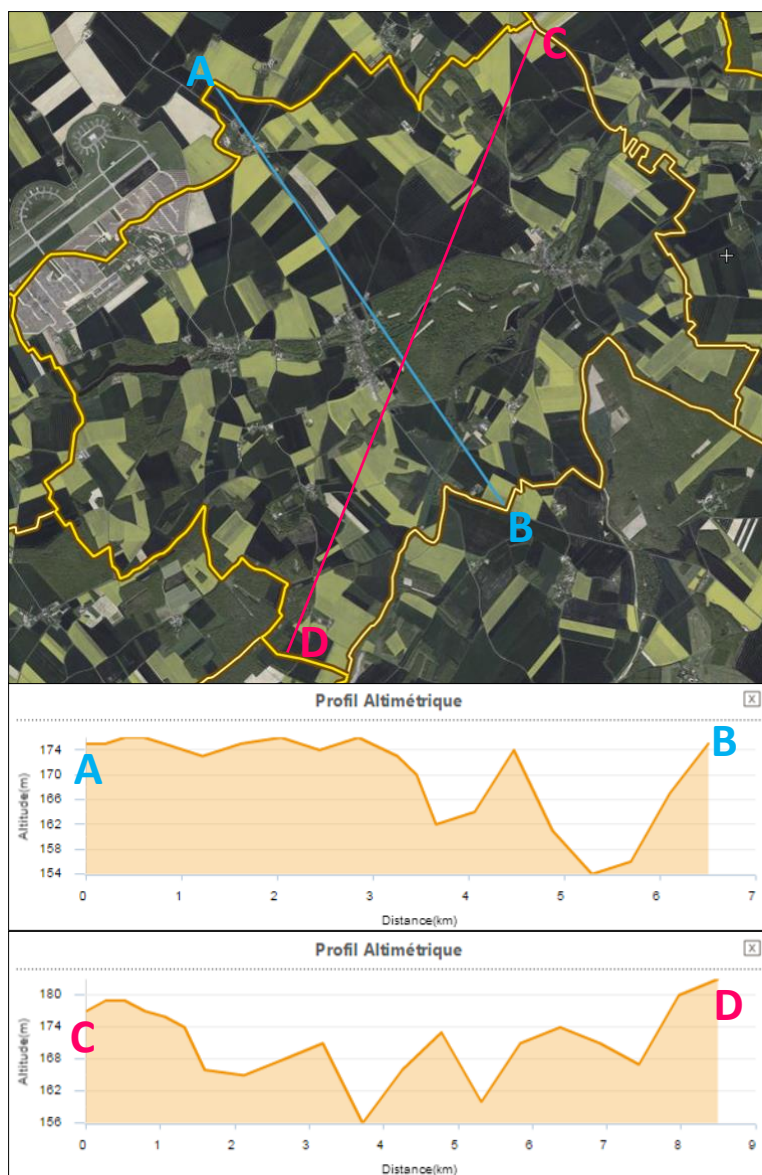 C
A
B
D
Profil Altimétrique
x
Altitude(m)
174
170
166
162
158
154
A
B
0 1 2 3 4 5 6 7
Distance(km)
Profil Altimétrique
x
Altitude(m)
180
174
168
162
156
C
D
0 1 2 3 4 5 6 7 8 9
Distance(km)